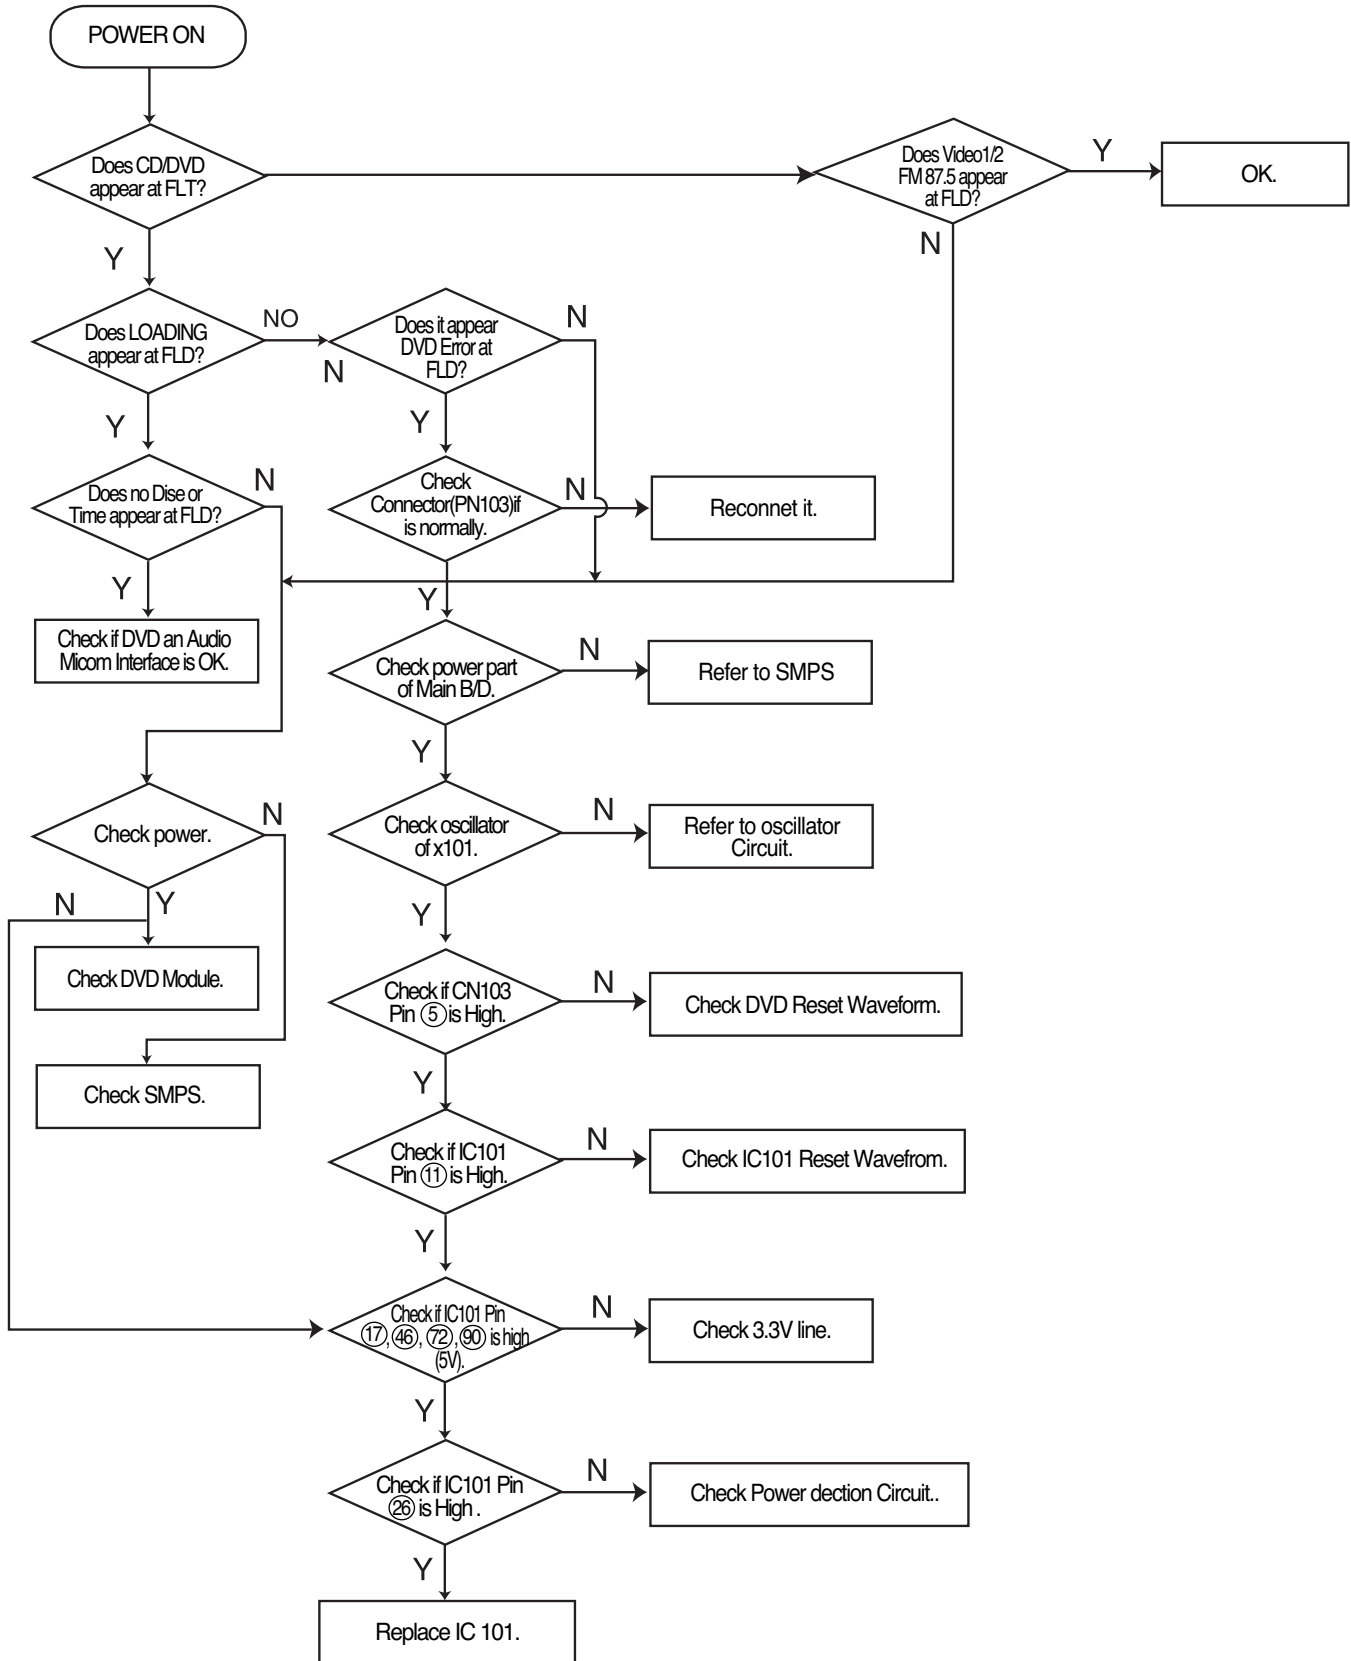 POWER ON
Does CD/DVD
appear at FLT?
Does Video1/2
FM 87.5 appear
at FLD?
Y
OK.
N
Y
Does LOADING
appear at FLD?
NO
N
Does it appear
DVD Error at
FLD?
N
Y
Y
Does no Dise or
Time appear at FLD?
N
Check
Connector(PN103)if
is normally.
N
Reconnet it.
Y
Y
Check if DVD an Audio
Micom Interface is OK.
Check power part
of Main B/D.
N
Refer to SMPS
Y
Check power.
N
Check oscillator
of x101.
N
Refer to oscillator
Circuit.
N
Y
Y
Check DVD Module.
Check if CN103
Pin ⑤ is High.
N
Check DVD Reset Waveform.
Check SMPS.
Y
Check if IC101
Pin ⑪ is High.
N
Check IC101 Reset Wavefrom.
Y
Check if IC101 Pin
⑰, ㊻, 72, 90 is high
(5V).
N
Check 3.3V line.
Y
Check if IC101 Pin
㉖ is High .
N
Check Power dection Circuit..
Y
Replace IC 101.